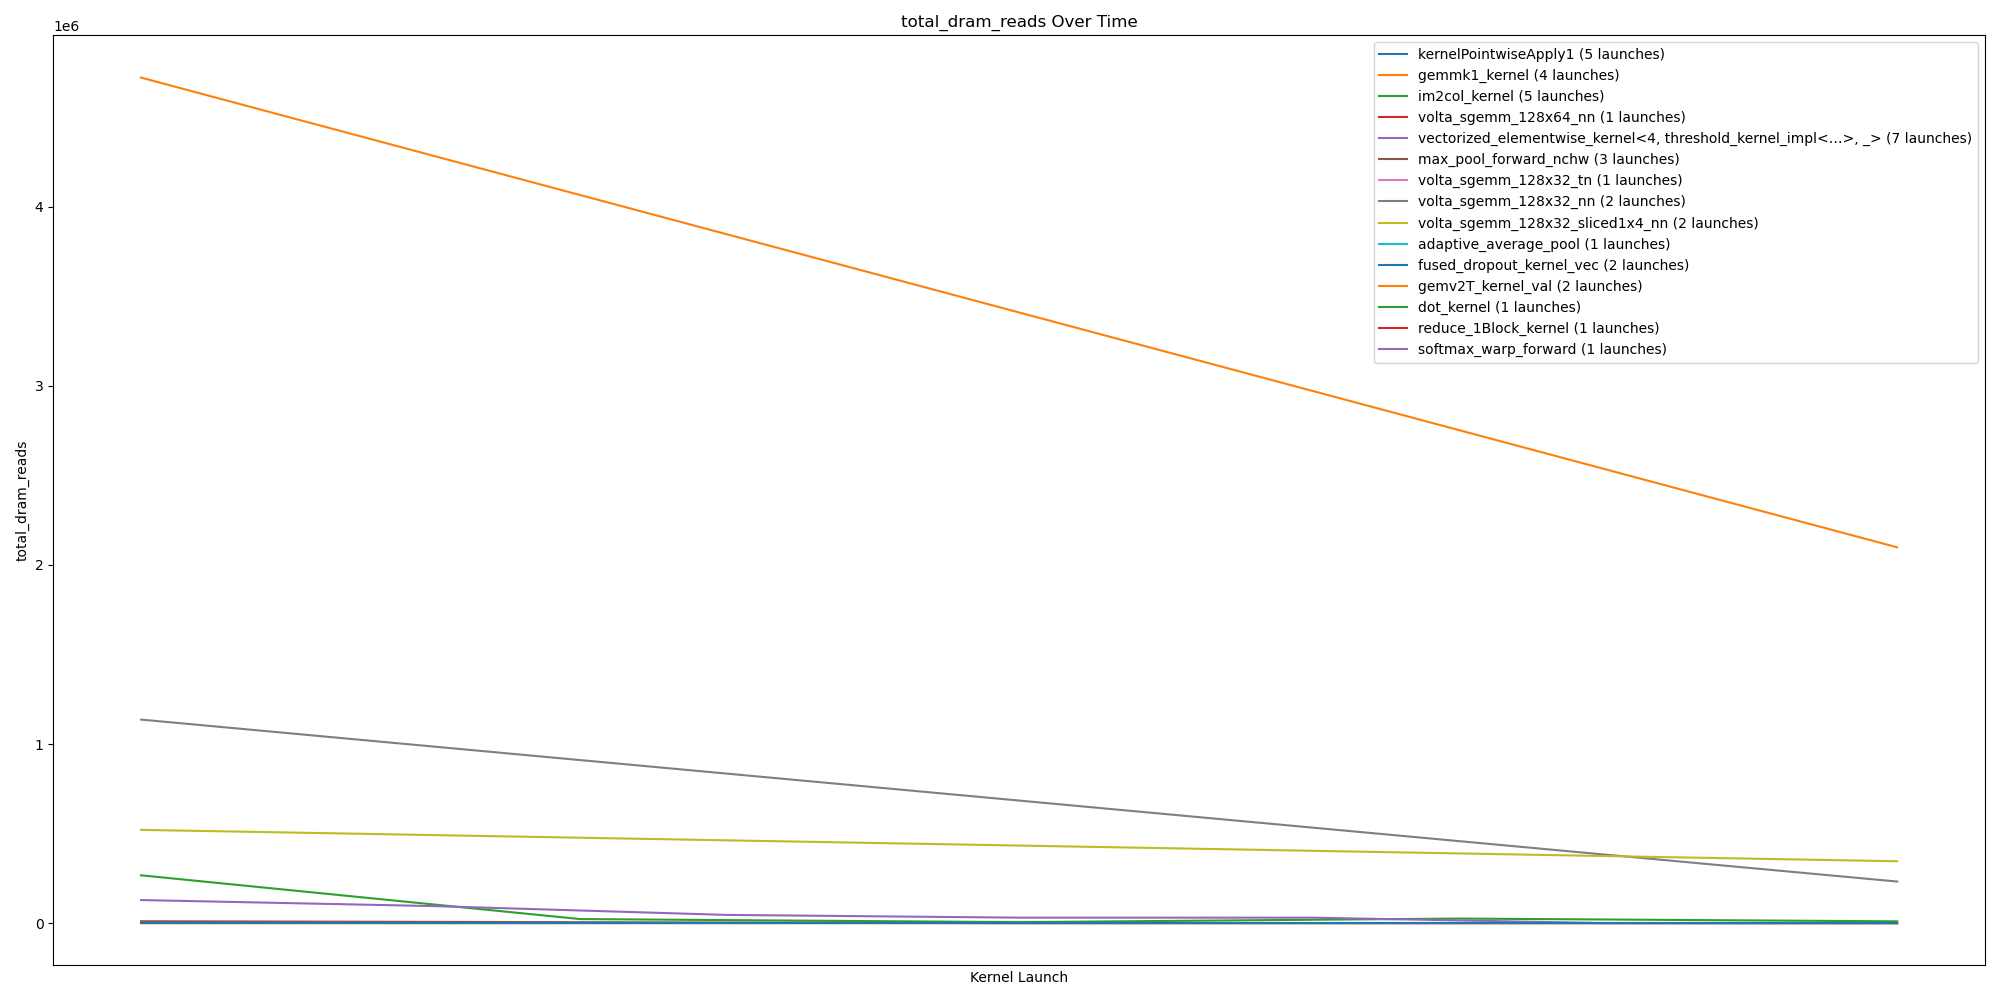 total_dram_reads Over Time
1e6
kernelPointwiseApply1 (5 launches)
gemmk1_kernel (4 launches)
im2col_kernel (5 launches)
volta_sgemm_128x64_nn (1 launches)
vectorized_elementwise_kernel<4, threshold_kernel_impl<...>, _> (7 launches)
max_pool_forward_nchw (3 launches)
volta_sgemm_128x32_tn (1 launches)
volta_sgemm_128x32_nn (2 launches)
volta_sgemm_128x32_sliced1x4_nn (2 launches)
adaptive_average_pool (1 launches)
fused_dropout_kernel_vec (2 launches)
gemv2T_kernel_val (2 launches)
dot_kernel (1 launches)
reduce_1Block_kernel (1 launches)
softmax_warp_forward (1 launches)
4
3
2
1
0
total_dram_reads
Kernel Launch